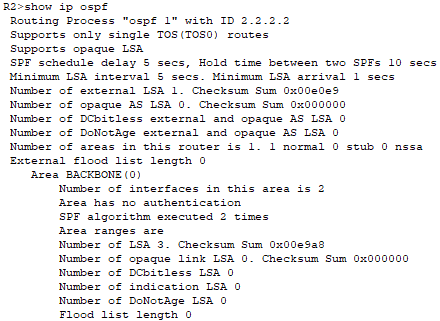 R2>show ip ospf
Routing Process "ospf 1" with ID 2.2.2.2
Supports only single TOS(TOS0) routes
Supports opaque LSA
SPF schedule delay 5 secs, Hold time between two SPFs 10 secs
Minimum LSA interval 5 secs. Minimum LSA arrival 1 secs
Number of external LSA 1. Checksum Sum 0x00e0e9
Number of opaque AS LSA 0. Checksum Sum 0x000000
Number of DCbitless external and opaque AS LSA 0
Number of DoNotAge external and opaque AS LSA 0
Number of areas in this router is 1. 1 normal 0 stub 0 nssa
External flood list length 0
Area BACKBONE(0)
Number of interfaces in this area is 2
Area has no authentication
SPF algorithm executed 2 times
Area ranges are
Number of LSA 3. Checksum Sum 0x00e9a8
Number of opaque link LSA 0. Checksum Sum 0x000000
Number of DCbitless LSA 0
Number of indication LSA 0
Number of DoNotAge LSA 0
Flood list length 0